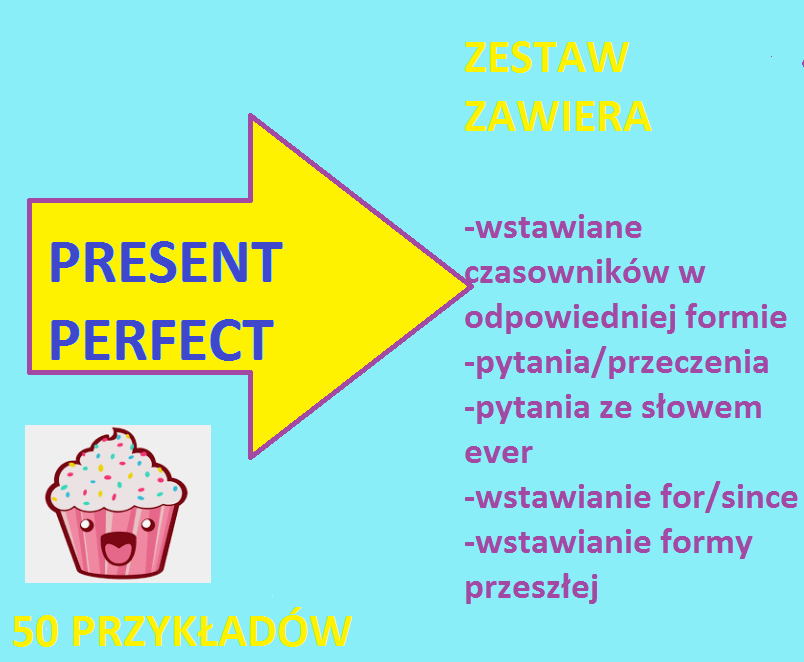 ZESTAW
ZAWIERA
PRESENT
PERFECT
-wstawiane
czasowników w
odpowiedniej formie
-pytania/przeczenia
-pytania ze słowem
ever
-wstawianie for/since
-wstawianie formy
przeszłej
50 PRZYKŁADÓW